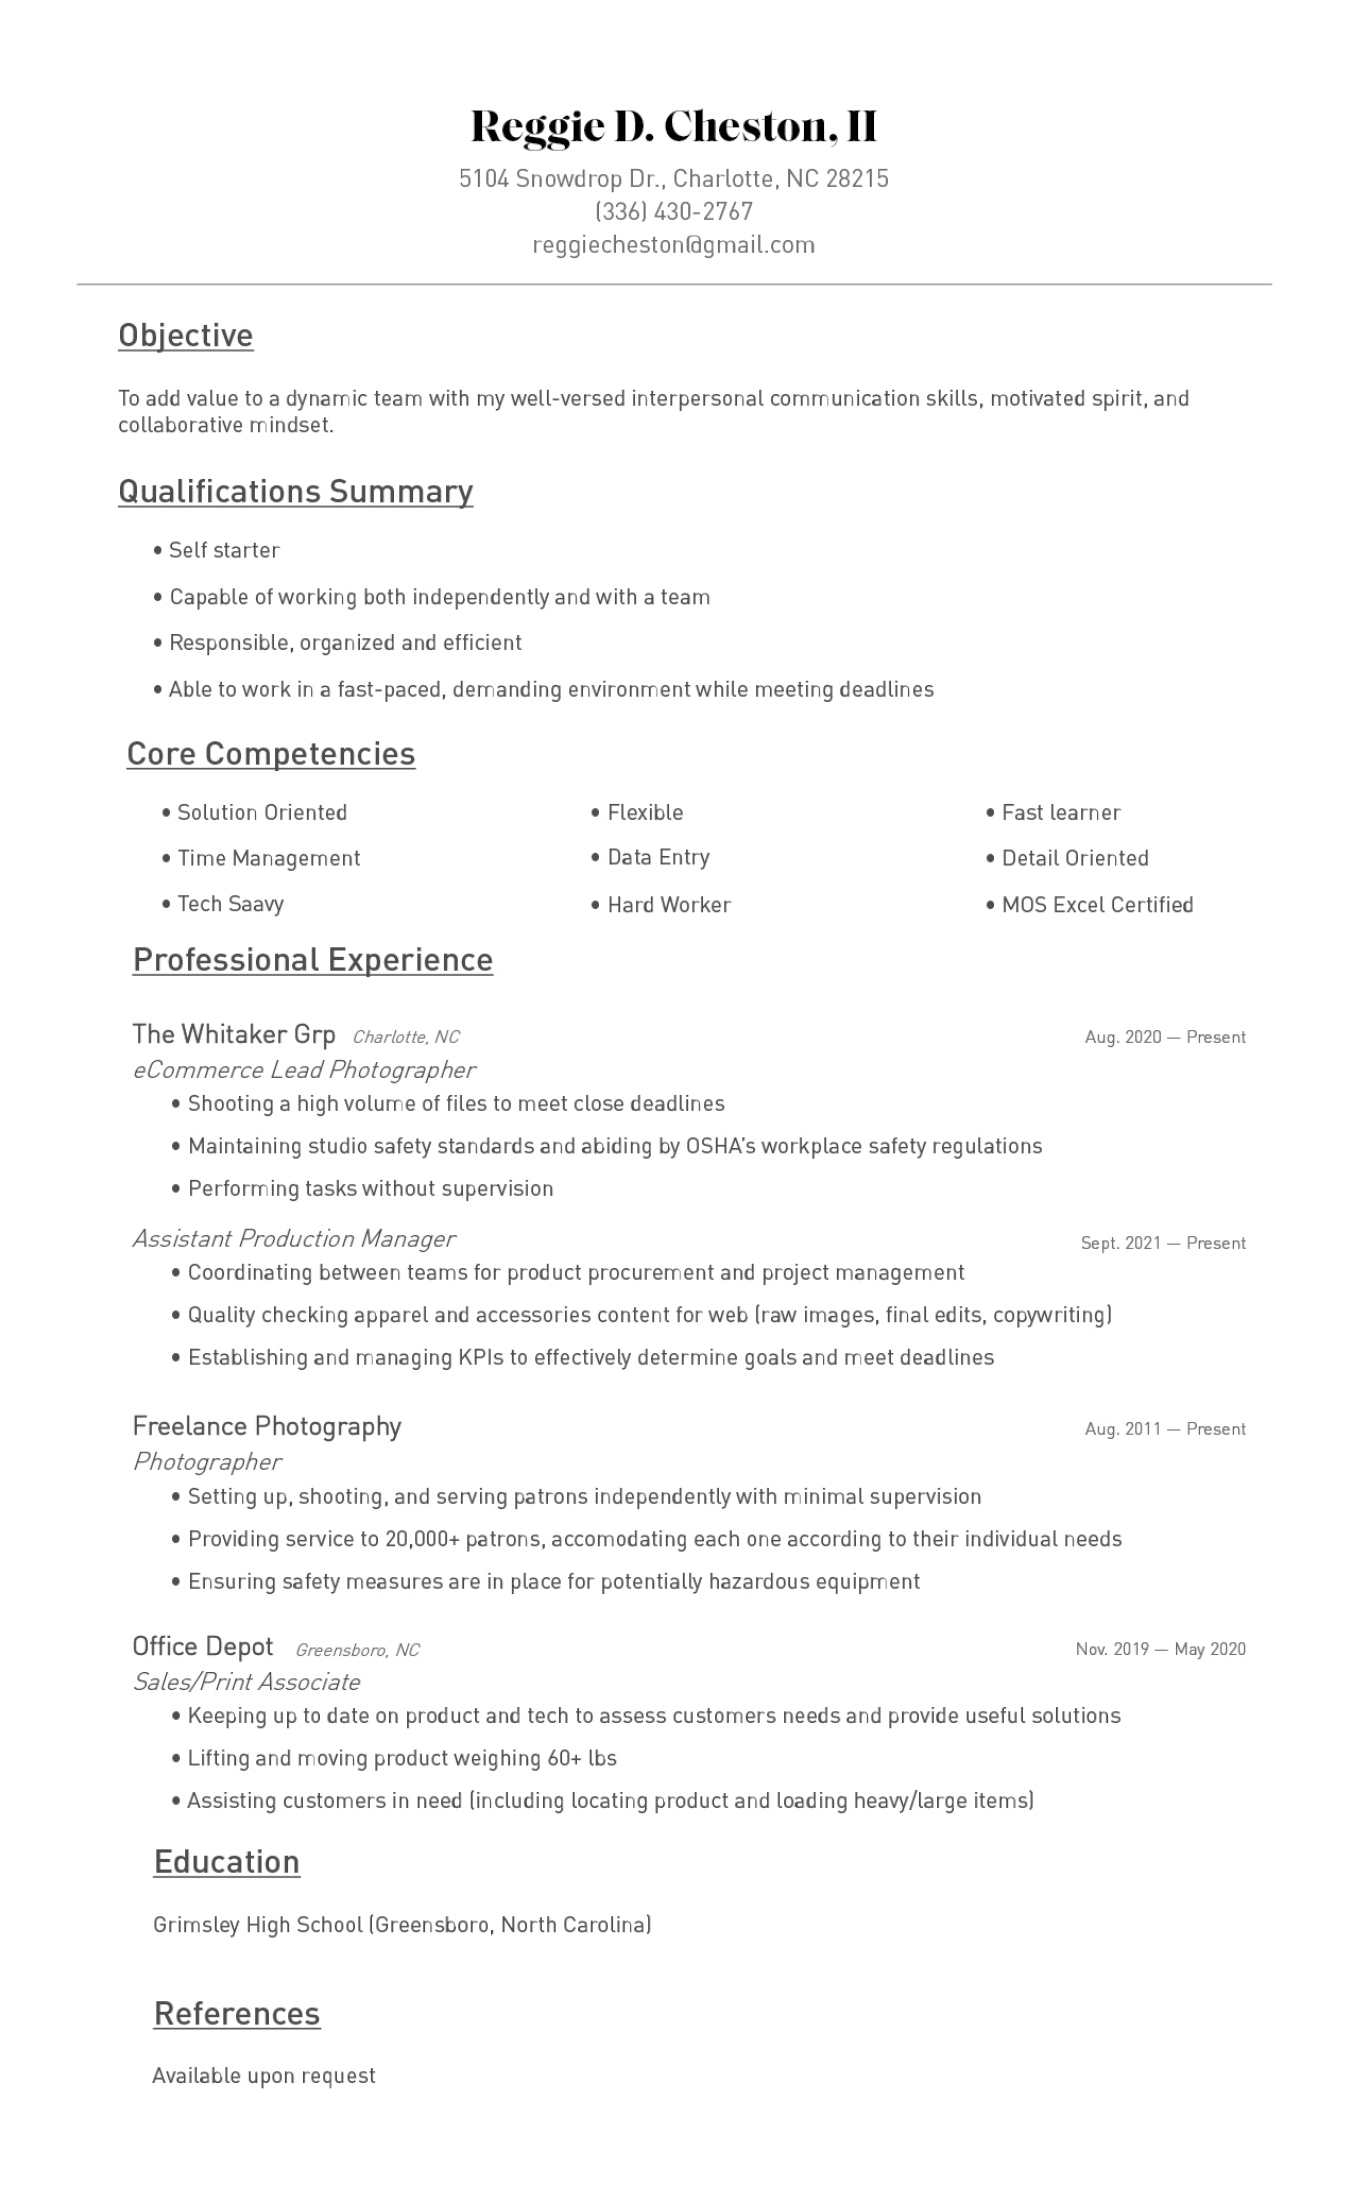 Reggie D. Cheston, II
5104 Snowdrop Dr., Charlotte, NC 28215
(336) 430-2767
reggiecheston@gmail.com
Objective
To add value to a dynamic team with my well-versed interpersonal communication skills, motivated spirit, and
collaborative mindset.
Qualifications Summary
• Self starter
• Capable of working both independently and with a team
• Responsible, organized and efficient
• Able to work in a fast-paced, demanding environment while meeting deadlines
Core Competencies
• Solution Oriented • Flexible • Fast learner
• Time Management • Data Entry • Detail Oriented
• Tech Saavy • Hard Worker • MOS Excel Certified
Professional Experience
The Whitaker Grp Charlotte, NC Aug. 2020 — Present
eCommerce Lead Photographer
• Shooting a high volume of files to meet close deadlines
• Maintaining studio safety standards and abiding by OSHA's workplace safety regulations
• Performing tasks without supervision
Assistant Production Manager Sept. 2021 — Present
• Coordinating between teams for product procurement and project management
• Quality checking apparel and accessories content for web (raw images, final edits, copywriting)
• Establishing and managing KPIs to effectively determine goals and meet deadlines
Freelance Photography Aug. 2011 — Present
Photographer
• Setting up, shooting, and serving patrons independently with minimal supervision
• Providing service to 20,000+ patrons, accomodating each one according to their individual needs
• Ensuring safety measures are in place for potentially hazardous equipment
Office Depot Greensboro, NC Nov. 2019 — May 2020
Sales/Print Associate
• Keeping up to date on product and tech to assess customers needs and provide useful solutions
• Lifting and moving product weighing 60+ lbs
• Assisting customers in need (including locating product and loading heavy/large items)
Education
Grimsley High School (Greensboro, North Carolina)
References
Available upon request